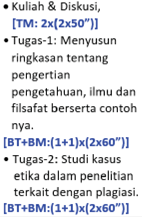 • Kuliah & Diskusi,
[TM: 2x(2x50”)]
• Tugas-1: Menyusun
ringkasan tentang
pengertian
pengetahuan, ilmu dan
filsafat berserta contoh
nya.
[BT+BM:(1+1)x(2x60”)]
• Tugas-2: Studi kasus
etika dalam penelitian
terkait dengan plagiasi.
[BT+BM:(1+1)x(2x60”)]